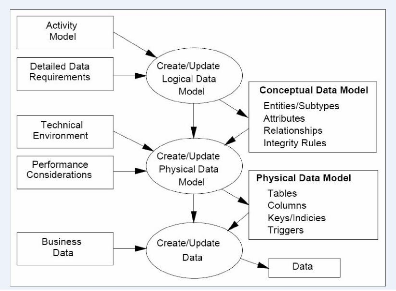 Activity
Model
Detailed Data
Requirements
Create/Update
Logical Data
Model
Conceptual Data Model
Entities/Subtypes
Attributes
Relationships
Integrity Rules
Technical
Environment
Performance
Considerations
Create/Update
Physical Data
Model
Physical Data Model
Tables
Columns
Keys/Indicies
Triggers
Business
Data
Create/Update
Data
Data